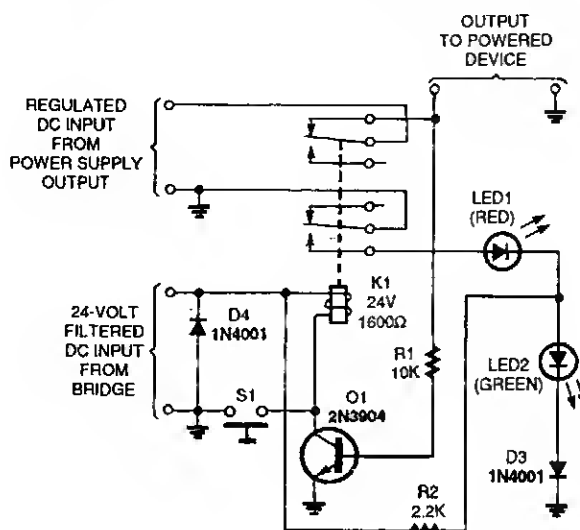 OUTPUT
TO POWERED
DEVICE
REGULATED
DC INPUT
FROM
POWER SUPPLY
OUTPUT
LED1
(RED)
K1
24V
1600Ω
24-VOLT
FILTERED
DC INPUT
FROM
BRIDGE
D4
1N4001
S1
Q1
2N3904
R1
10K
LED2
(GREEN)
D3
1N4001
R2
2.2K